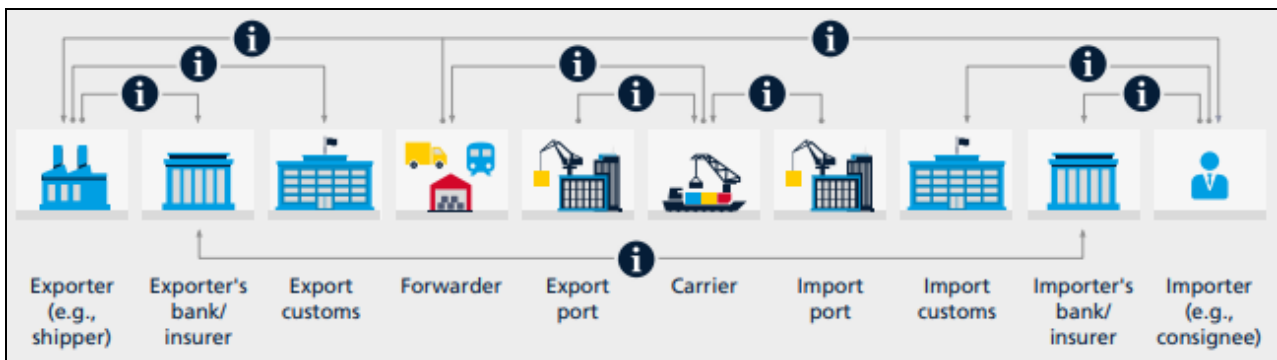 i
i
i
i
i
i
i
i
i
Exporter
(e.g.,
shipper)
Exporter's
bank/
insurer
Export
customs
Forwarder
Export
port
Carrier
Import
port
Import
customs
Importer's
bank/
insurer
Importer
(e.g.,
consignee)